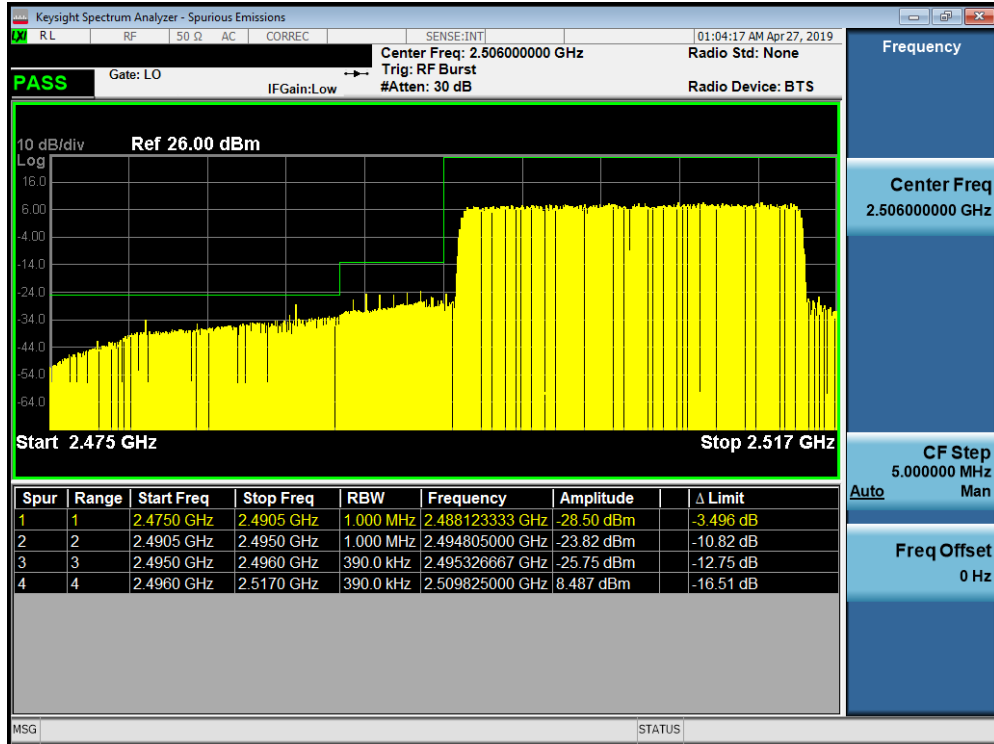 Keysight Spectrum Analyzer - Spurious Emissions
LXI RL RF 50 Ω AC CORREC SENSE:INT 01:04:17 AM Apr 27, 2019
Center Freq: 2.506000000 GHz Radio Std: None
Gate: LO Trig: RF Burst
PASS IFGain:Low #Atten: 30 dB Radio Device: BTS
10 dB/div Ref 26.00 dBm
Log
16.0
6.00
-4.00
-14.0
-24.0
-34.0
-44.0
-54.0
-64.0
Start 2.475 GHz Stop 2.517 GHz
Spur Range Start Freq Stop Freq RBW Frequency Amplitude Δ Limit
1 1 2.4750 GHz 2.4905 GHz 1.000 MHz 2.488123333 GHz -28.50 dBm -3.496 dB
2 2 2.4905 GHz 2.4950 GHz 1.000 MHz 2.494805000 GHz -23.82 dBm -10.82 dB
3 3 2.4950 GHz 2.4960 GHz 390.0 kHz 2.495326667 GHz -25.75 dBm -12.75 dB
4 4 2.4960 GHz 2.5170 GHz 390.0 kHz 2.509825000 GHz 8.487 dBm -16.51 dB
MSG STATUS
Frequency
Center Freq
2.506000000 GHz
CF Step
5.000000 MHz
Auto Man
Freq Offset
0 Hz